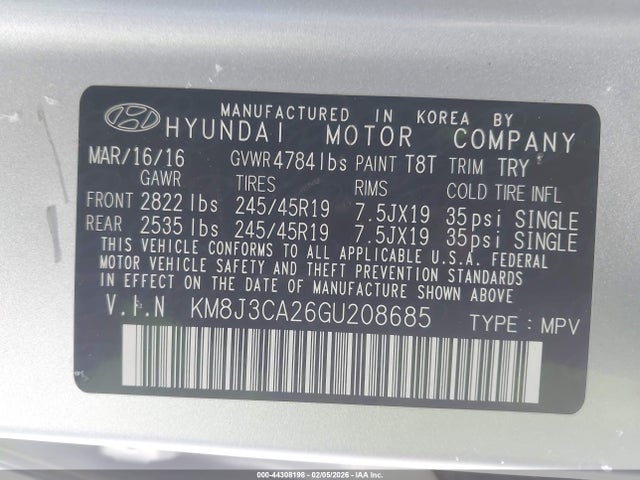 MANUFACTURED IN KOREA BY
HYUNDAI MOTOR COMPANY
MAR/16/16 GVWR 4784 lbs PAINT T8T TRIM TRY
GAWR TIRES RIMS COLD TIRE INFL
FRONT 2822 lbs 245/45R19 7.5JX19 35psi SINGLE
REAR 2535 lbs 245/45R19 7.5JX19 35psi SINGLE
THIS VEHICLE CONFORMS TO ALL APPLICABLE U.S.A. FEDERAL
MOTOR VEHICLE SAFETY AND THEFT PREVENTION STANDARDS
IN EFFECT ON THE DATE OF MANUFACTURE SHOWN ABOVE.
V.I.N KM8J3CA26GU208685 TYPE : MPV
000-44308198 - 02/05/2026 - IAAI.COM